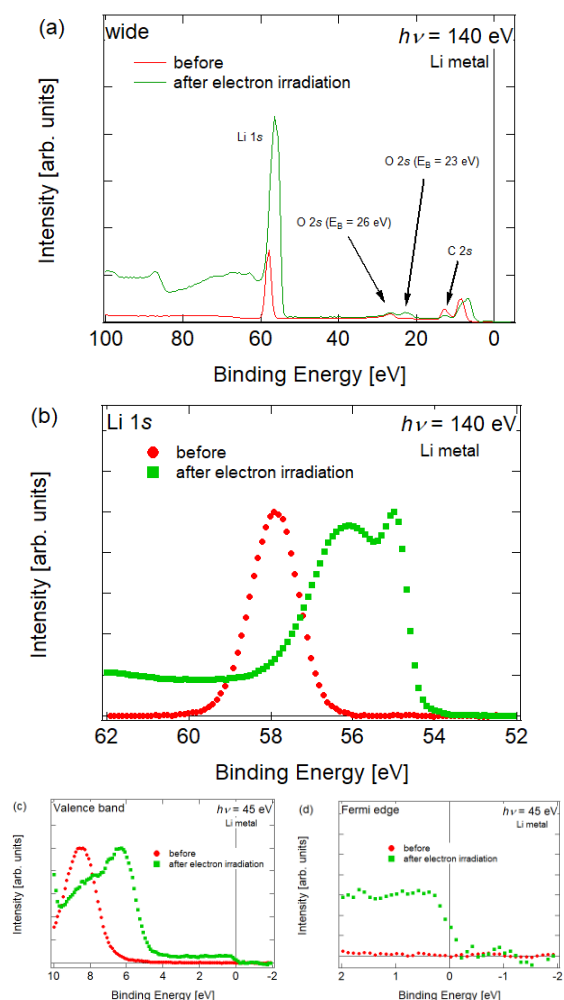 (a)
wide
hν = 140 eV
Li metal
before
after electron irradiation
Li 1s
O 2s (EB = 23 eV)
O 2s (EB = 26 eV)
C 2s
Intensity [arb. units]
100 80 60 40 20 0
Binding Energy [eV]
(b)
Li 1s
hν = 140 eV
Li metal
before
after electron irradiation
Intensity [arb. units]
62 60 58 56 54 52
Binding Energy [eV]
(c)
Valence band
hν = 45 eV
Li metal
before
after electron irradiation
Intensity [arb. units]
10 8 6 4 2 0 -2
Binding Energy [eV]
(d)
Fermi edge
hν = 45 eV
Li metal
before
after electron irradiation
Intensity [arb. units]
2 1 0 -1 -2
Binding Energy [eV]